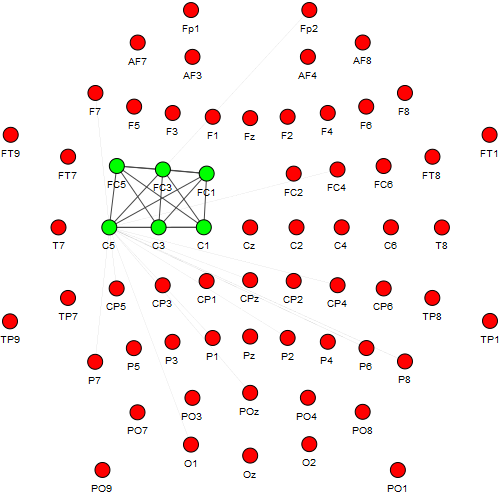 Fp1 Fp2
AF7 AF3 AF4 AF8
F7 F5 F3 F1 Fz F2 F4 F6 F8
FT9 FT7 FC5 FC3 FC1 FC2 FC4 FC6 FT8 FT1
T7 C5 C3 C1 Cz C2 C4 C6 T8
TP9 TP7 CP5 CP3 CP1 CPz CP2 CP4 CP6 TP8 TP1
P7 P5 P3 P1 Pz P2 P4 P6 P8
PO7 PO3 POz PO4 PO8
PO9 O1 Oz O2 PO1